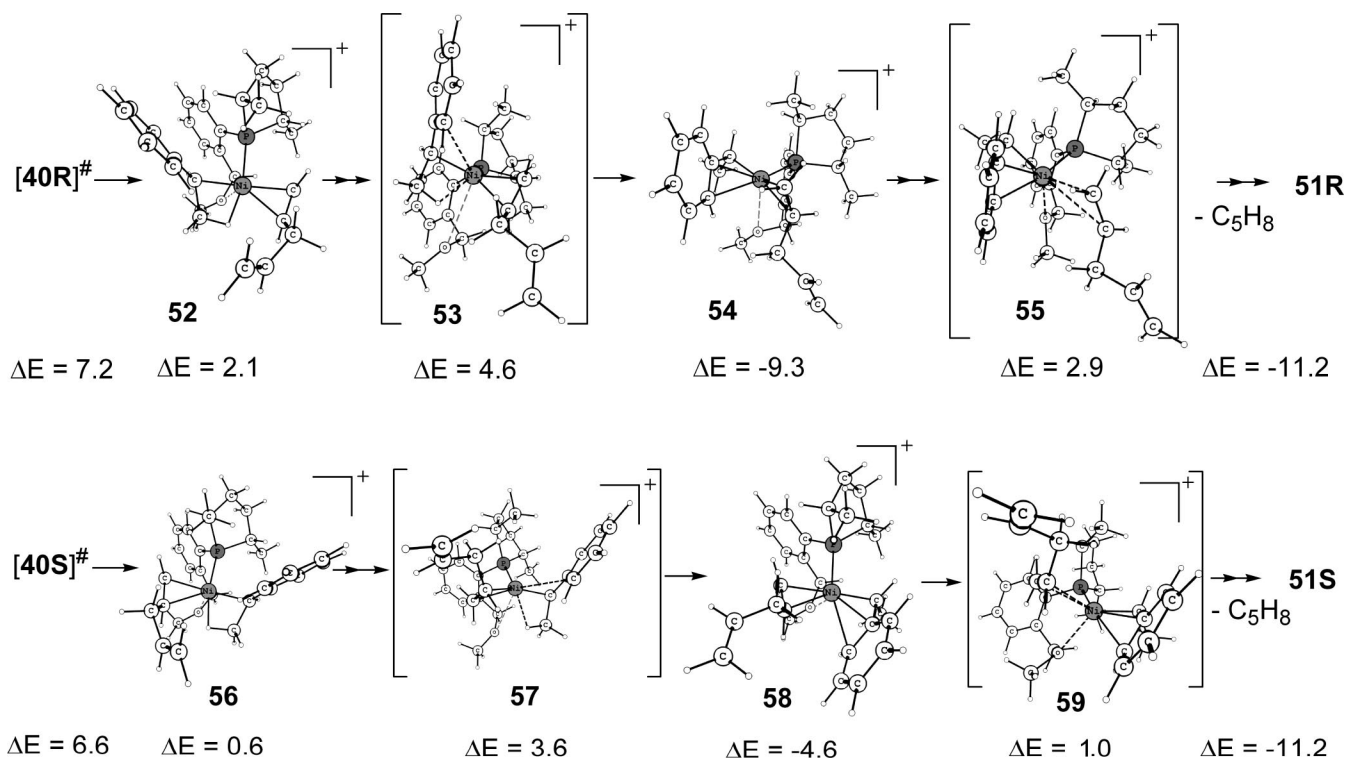 [40R]# 52 + 53 + 54 + 55 + - C5H8 51R
ΔE = 7.2 ΔE = 2.1 ΔE = 4.6 ΔE = -9.3 ΔE = 2.9 ΔE = -11.2
[40S]# 56 + 57 + 58 + 59 + - C5H8 51S
ΔE = 6.6 ΔE = 0.6 ΔE = 3.6 ΔE = -4.6 ΔE = 1.0 ΔE = -11.2